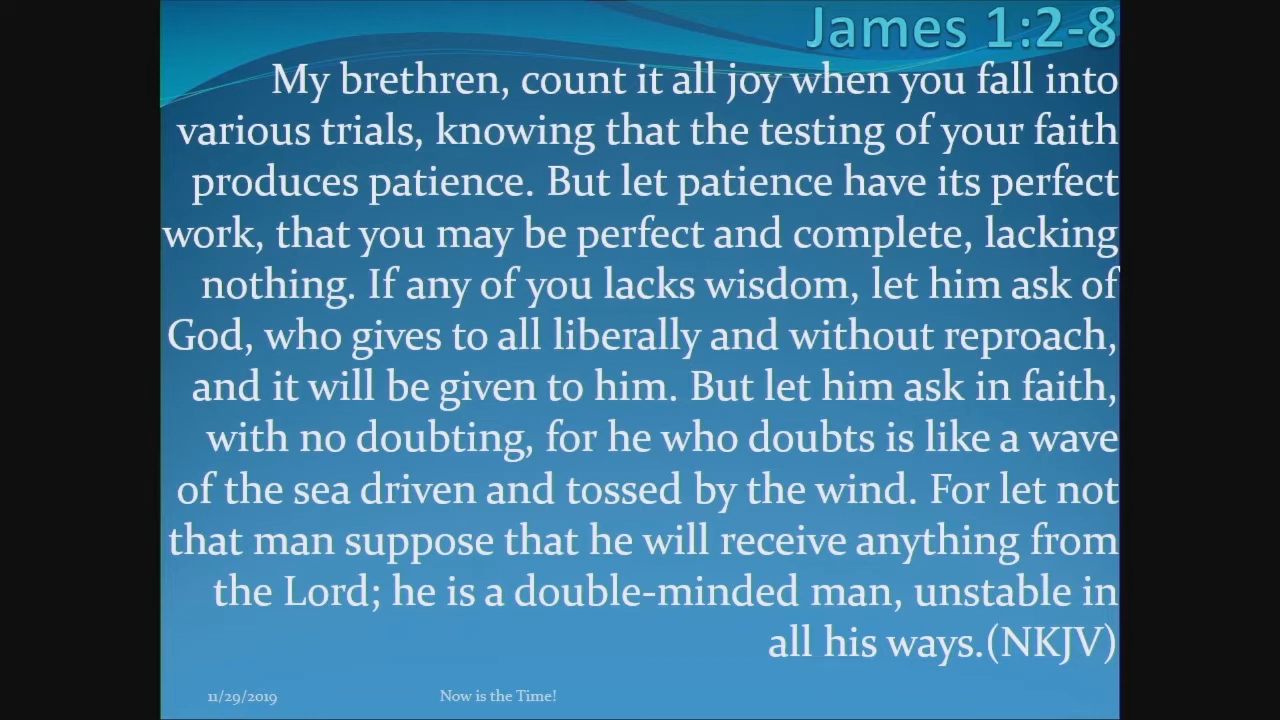 James 1:2-8
My brethren, count it all joy when you fall into
various trials, knowing that the testing of your faith
produces patience. But let patience have its perfect
work, that you may be perfect and complete, lacking
nothing. If any of you lacks wisdom, let him ask of
God, who gives to all liberally and without reproach,
and it will be given to him. But let him ask in faith,
with no doubting, for he who doubts is like a wave
of the sea driven and tossed by the wind. For let not
that man suppose that he will receive anything from
the Lord; he is a double-minded man, unstable in
all his ways.(NKJV)
11/29/2019
Now is the Time!